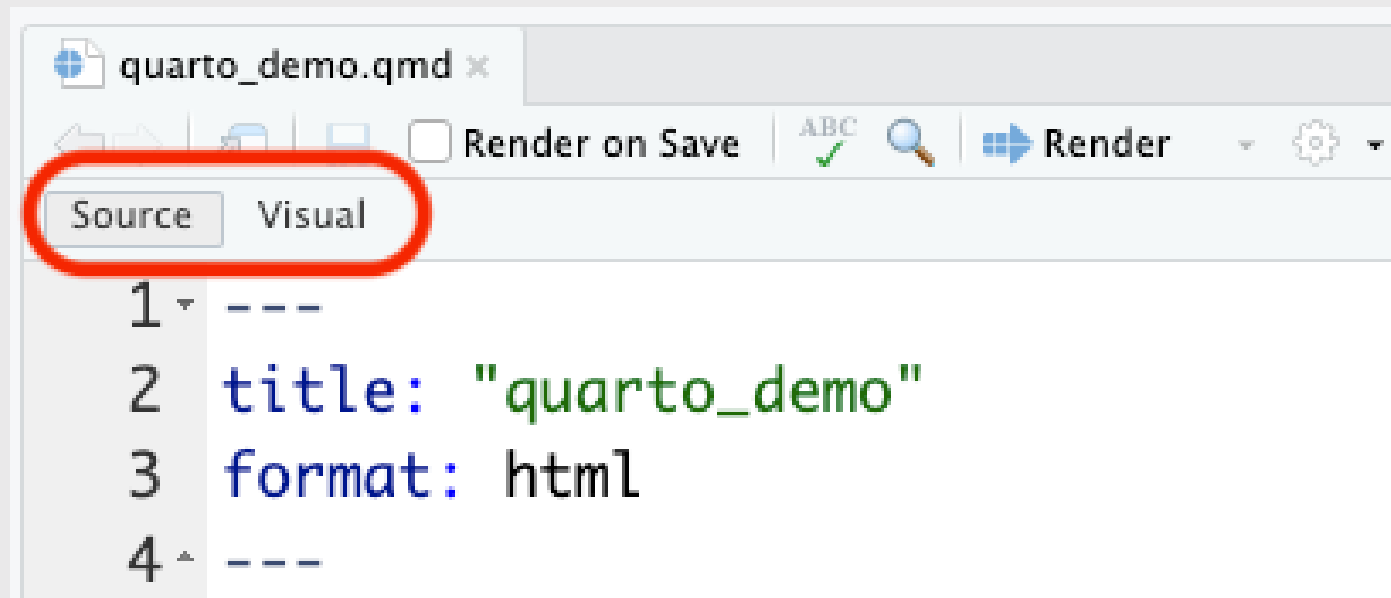 quarto_demo.qmd
Render on Save ABC Render
Source Visual
1 ---
2 title: "quarto_demo"
3 format: html
4 ---